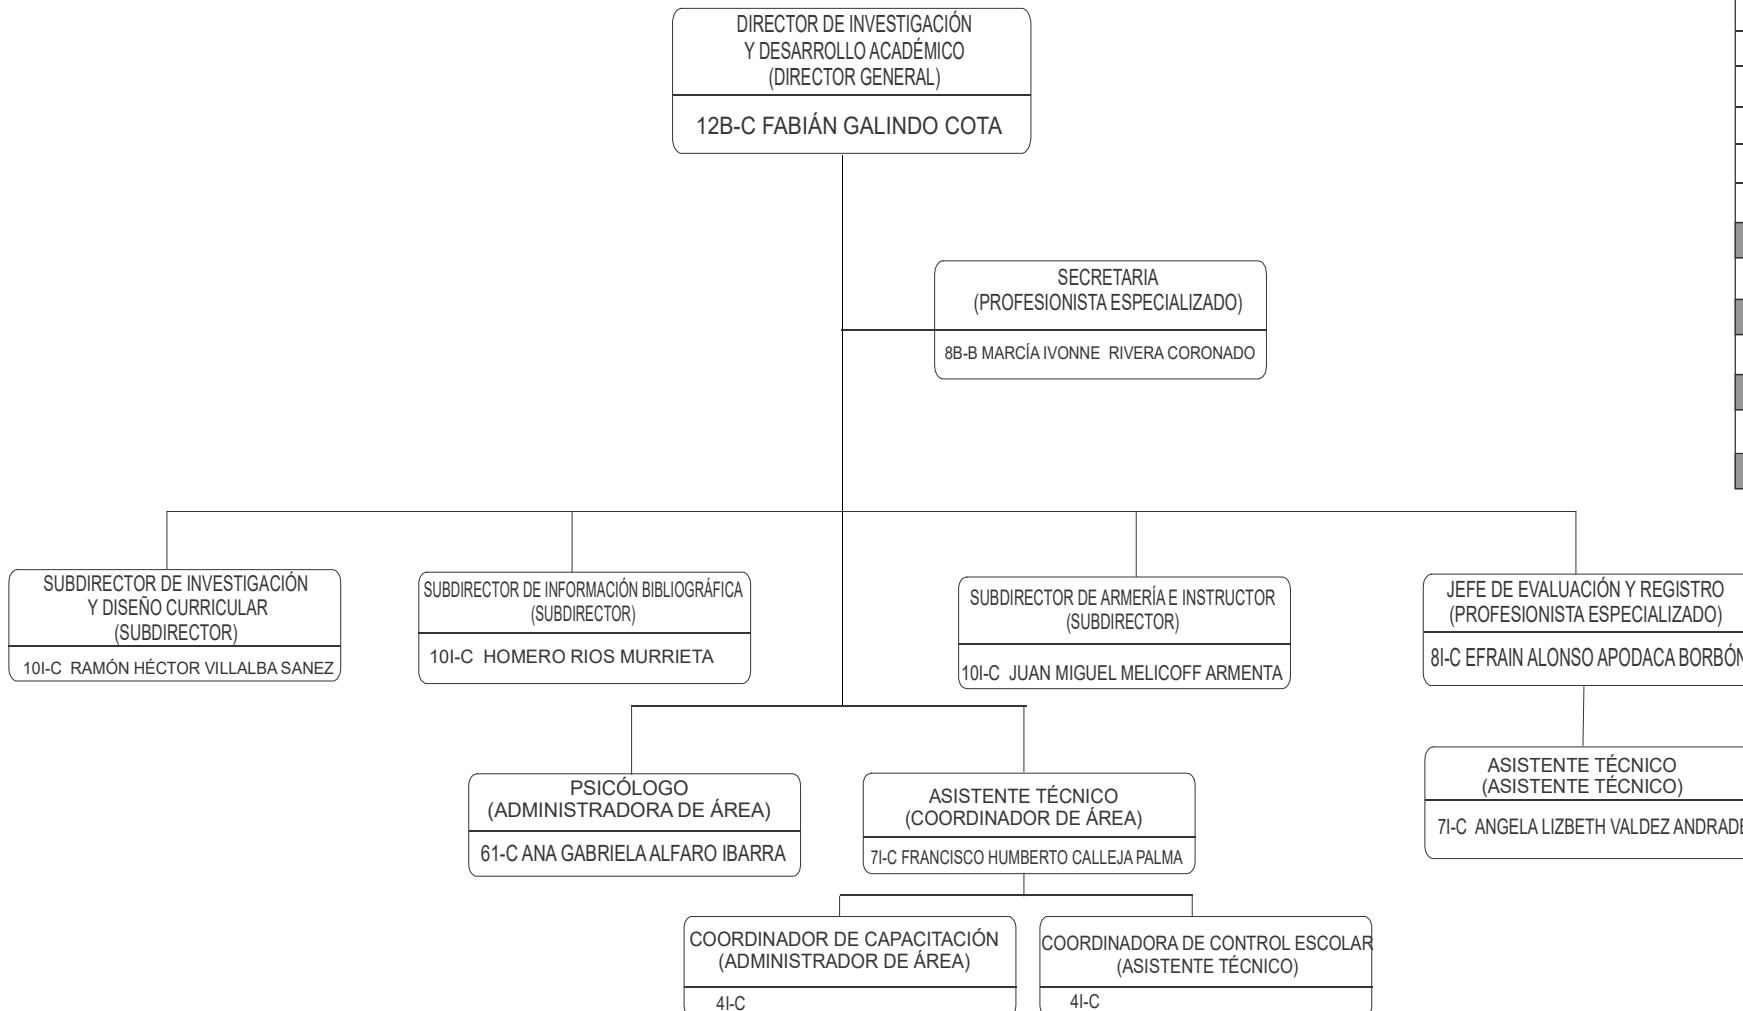 DIRECTOR DE INVESTIGACIÓN
Y DESARROLLO ACADÉMICO
(DIRECTOR GENERAL)
12B-C FABIÁN GALINDO COTA
SECRETARIA
(PROFESIONISTA ESPECIALIZADO)
8B-B MARCÍA IVONNE RIVERA CORONADO
SUBDIRECTOR DE INVESTIGACIÓN
Y DISEÑO CURRICULAR
(SUBDIRECTOR)
10I-C RAMÓN HÉCTOR VILLALBA SANEZ
SUBDIRECTOR DE INFORMACIÓN BIBLIOGRÁFICA
(SUBDIRECTOR)
10I-C HOMERO RIOS MURRIETA
SUBDIRECTOR DE ARMERÍA E INSTRUCTOR
(SUBDIRECTOR)
10I-C JUAN MIGUEL MELICOFF ARMENTA
JEFE DE EVALUACIÓN Y REGISTRO
(PROFESIONISTA ESPECIALIZADO)
8I-C EFRAIN ALONSO APODACA BORBÓN
PSICÓLOGO
(ADMINISTRADORA DE ÁREA)
61-C ANA GABRIELA ALFARO IBARRA
ASISTENTE TÉCNICO
(COORDINADOR DE ÁREA)
7I-C FRANCISCO HUMBERTO CALLEJA PALMA
ASISTENTE TÉCNICO
(ASISTENTE TÉCNICO)
7I-C ANGELA LIZBETH VALDEZ ANDRADE
COORDINADOR DE CAPACITACIÓN
(ADMINISTRADOR DE ÁREA)
4I-C
COORDINADORA DE CONTROL ESCOLAR
(ASISTENTE TÉCNICO)
4I-C